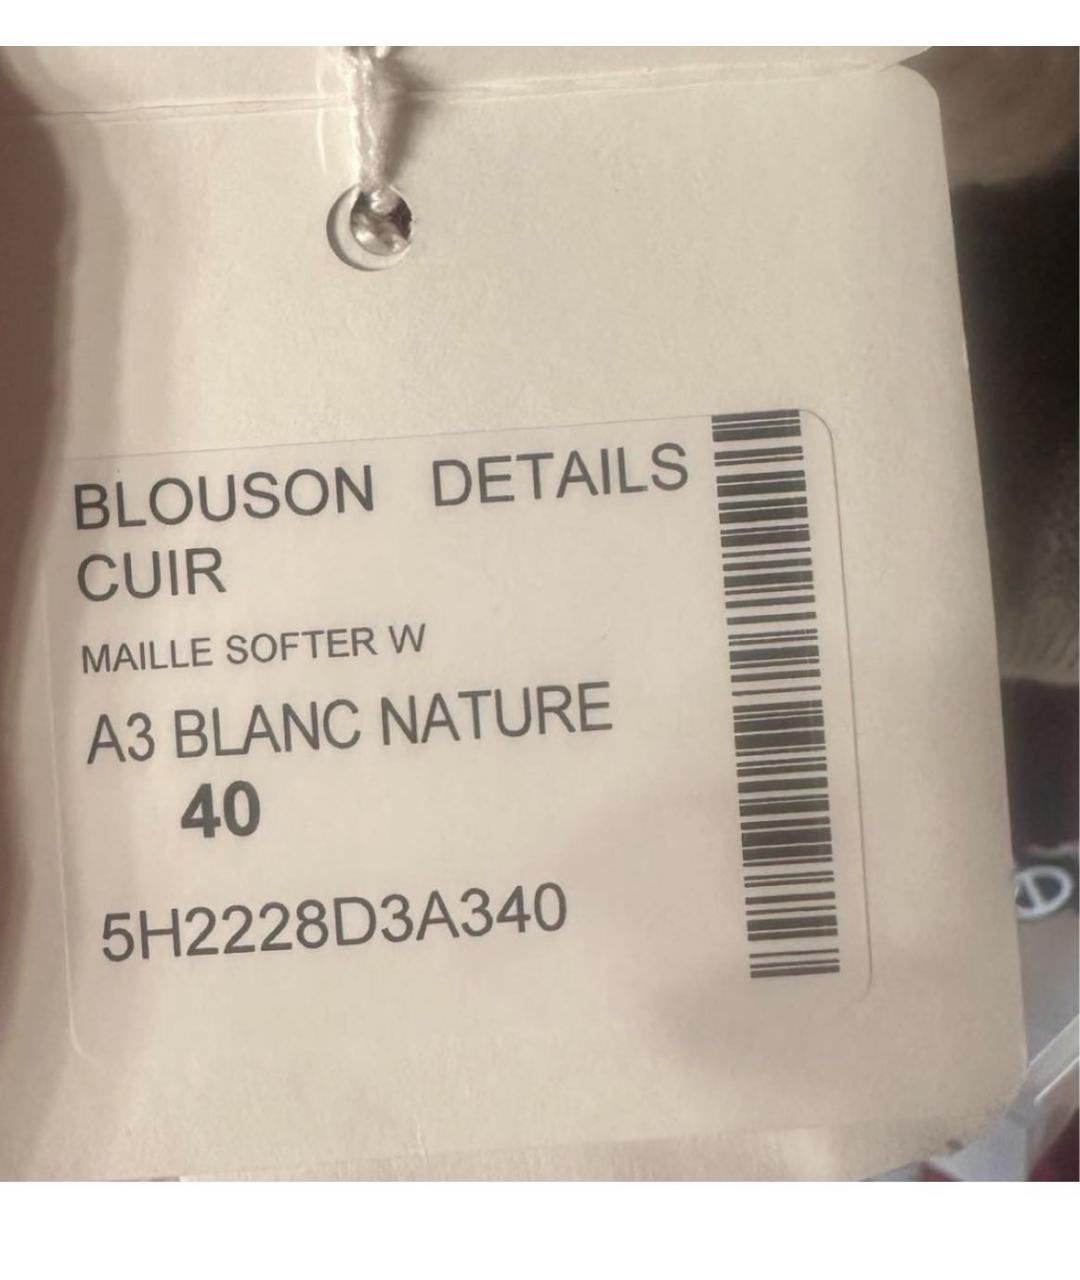 BLOUSON DETAILS
CUIR
MAILLE SOFTER W
A3 BLANC NATURE
40
5H2228D3A340